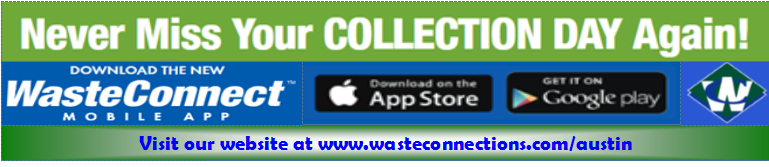 Never Miss Your COLLECTION DAY Again!
DOWNLOAD THE NEW
WasteConnect™
MOBILE APP
Download on the
App Store
GET IT ON
Google play
Visit our website at www.wasteconnections.com/austin